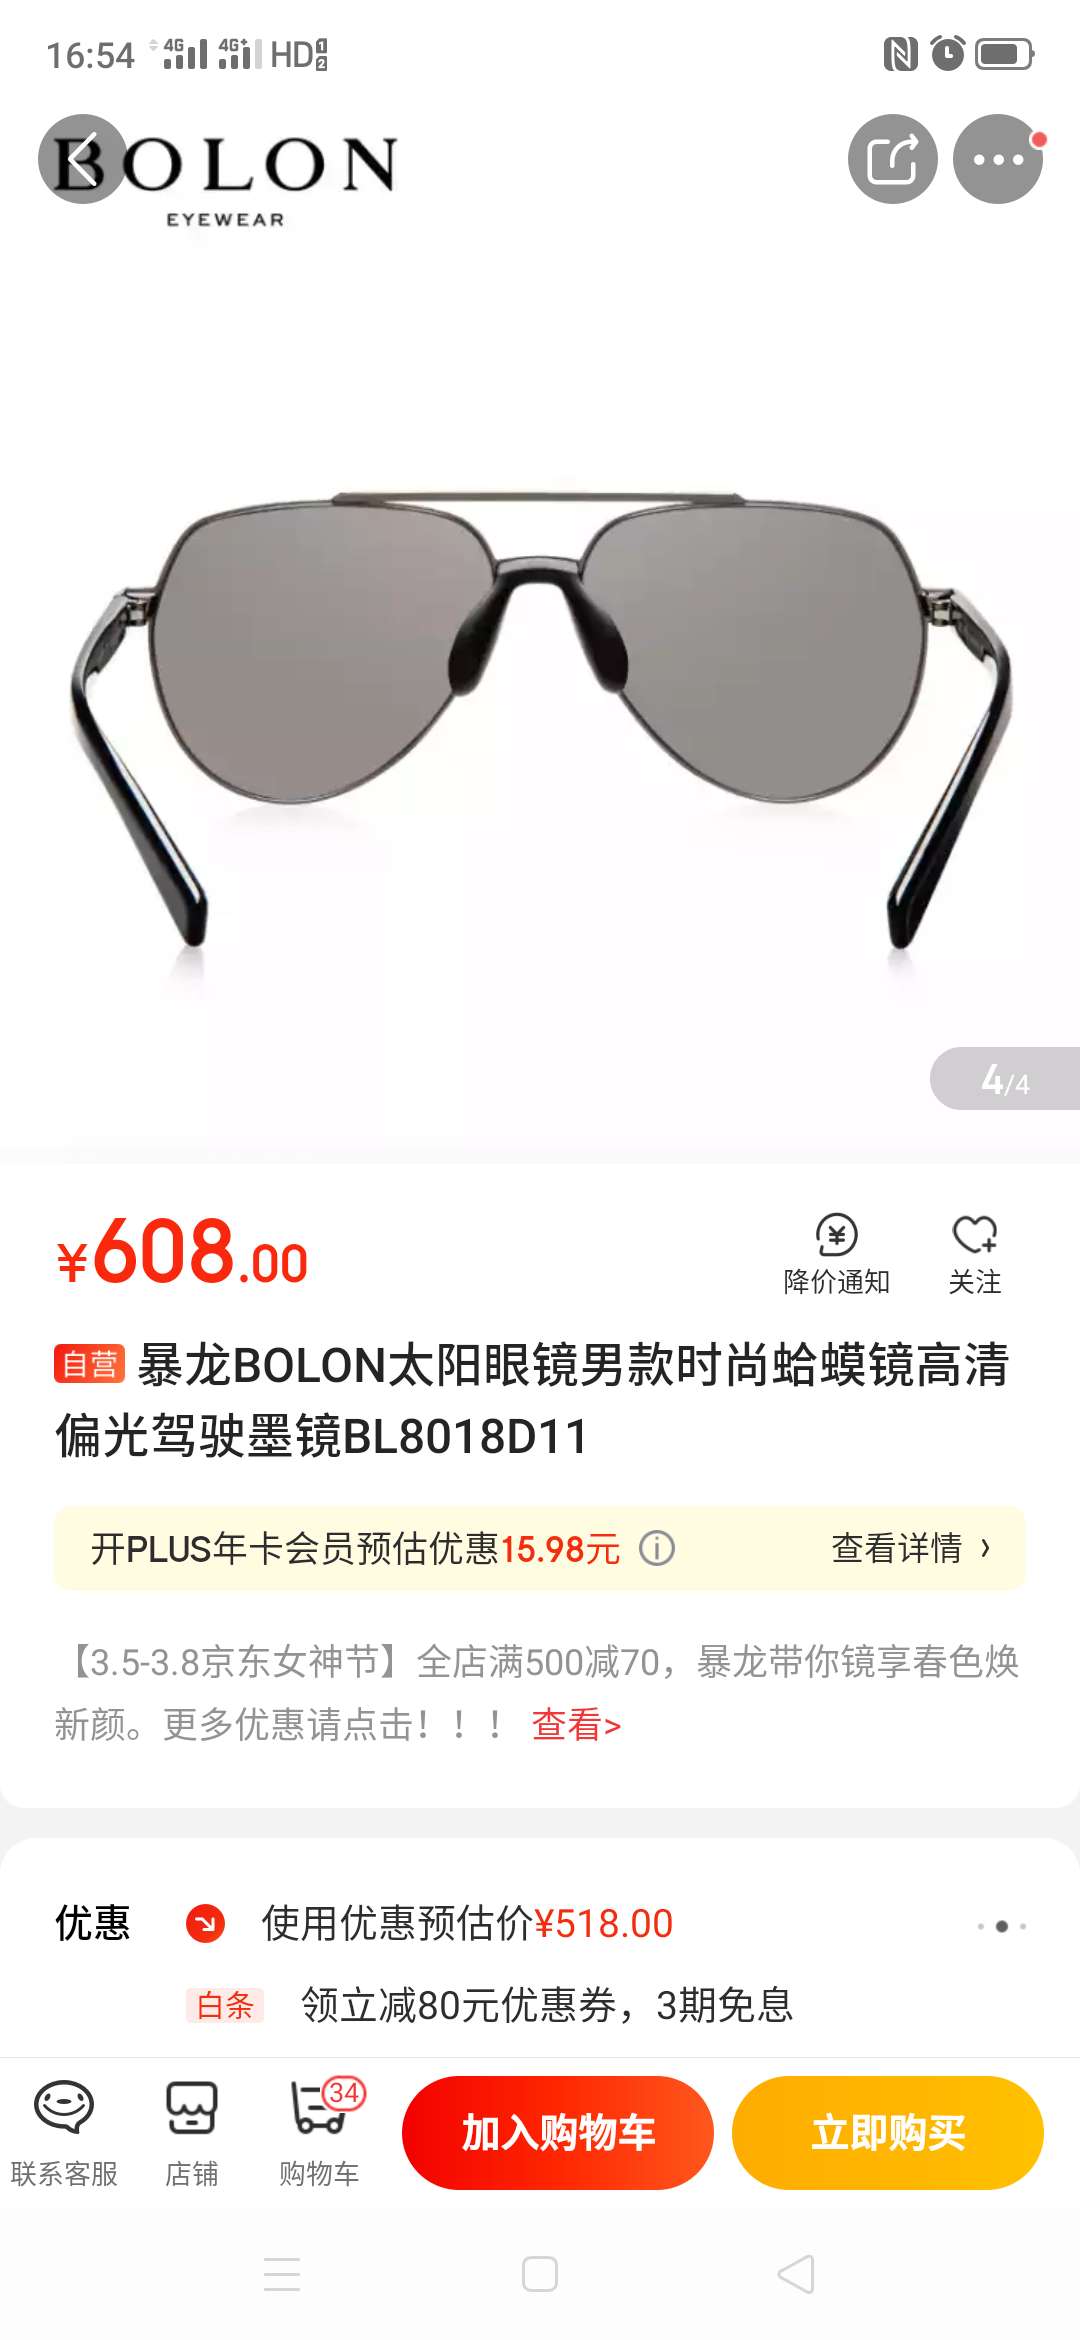 16:54 4G 4G+ HD 1 2
BOLON
EYEWEAR
4/4
¥608.00
降价通知 关注
自营 暴龙BOLON太阳眼镜男款时尚蛤蟆镜高清
偏光驾驶墨镜BL8018D11
开PLUS年卡会员预估优惠15.98元 查看详情 ›
【3.5-3.8京东女神节】全店满500减70，暴龙带你镜享春色焕
新颜。更多优惠请点击！！！ 查看>
优惠 使用优惠预估价¥518.00
白条 领立减80元优惠券，3期免息
34
联系客服 店铺 购物车 加入购物车 立即购买